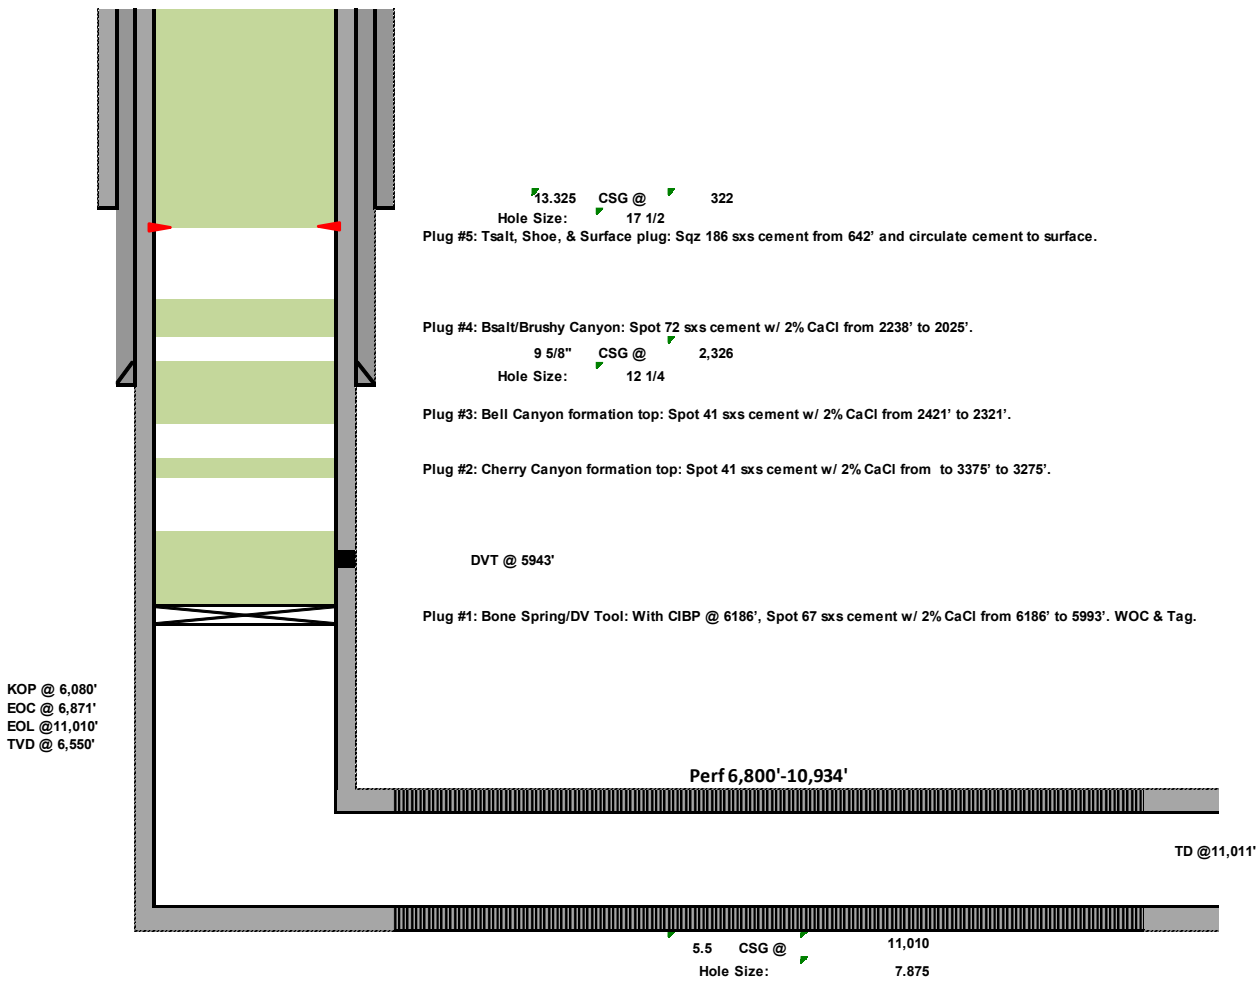 13.325 CSG @ 322
Hole Size: 17 1/2
Plug #5: Tsalt, Shoe, & Surface plug: Sqz 186 sxs cement from 642’ and circulate cement to surface.
Plug #4: Bsalt/Brushy Canyon: Spot 72 sxs cement w/ 2% CaCl from 2238’ to 2025’.
9 5/8" CSG @ 2,326
Hole Size: 12 1/4
Plug #3: Bell Canyon formation top: Spot 41 sxs cement w/ 2% CaCl from 2421’ to 2321’.
Plug #2: Cherry Canyon formation top: Spot 41 sxs cement w/ 2% CaCl from to 3375’ to 3275’.
DVT @ 5943'
Plug #1: Bone Spring/DV Tool: With CIBP @ 6186’, Spot 67 sxs cement w/ 2% CaCl from 6186’ to 5993’. WOC & Tag.
KOP @ 6,080'
EOC @ 6,871'
EOL @11,010'
TVD @ 6,550'
Perf 6,800'-10,934'
TD @11,011'
5.5 CSG @ 11,010
Hole Size: 7.875